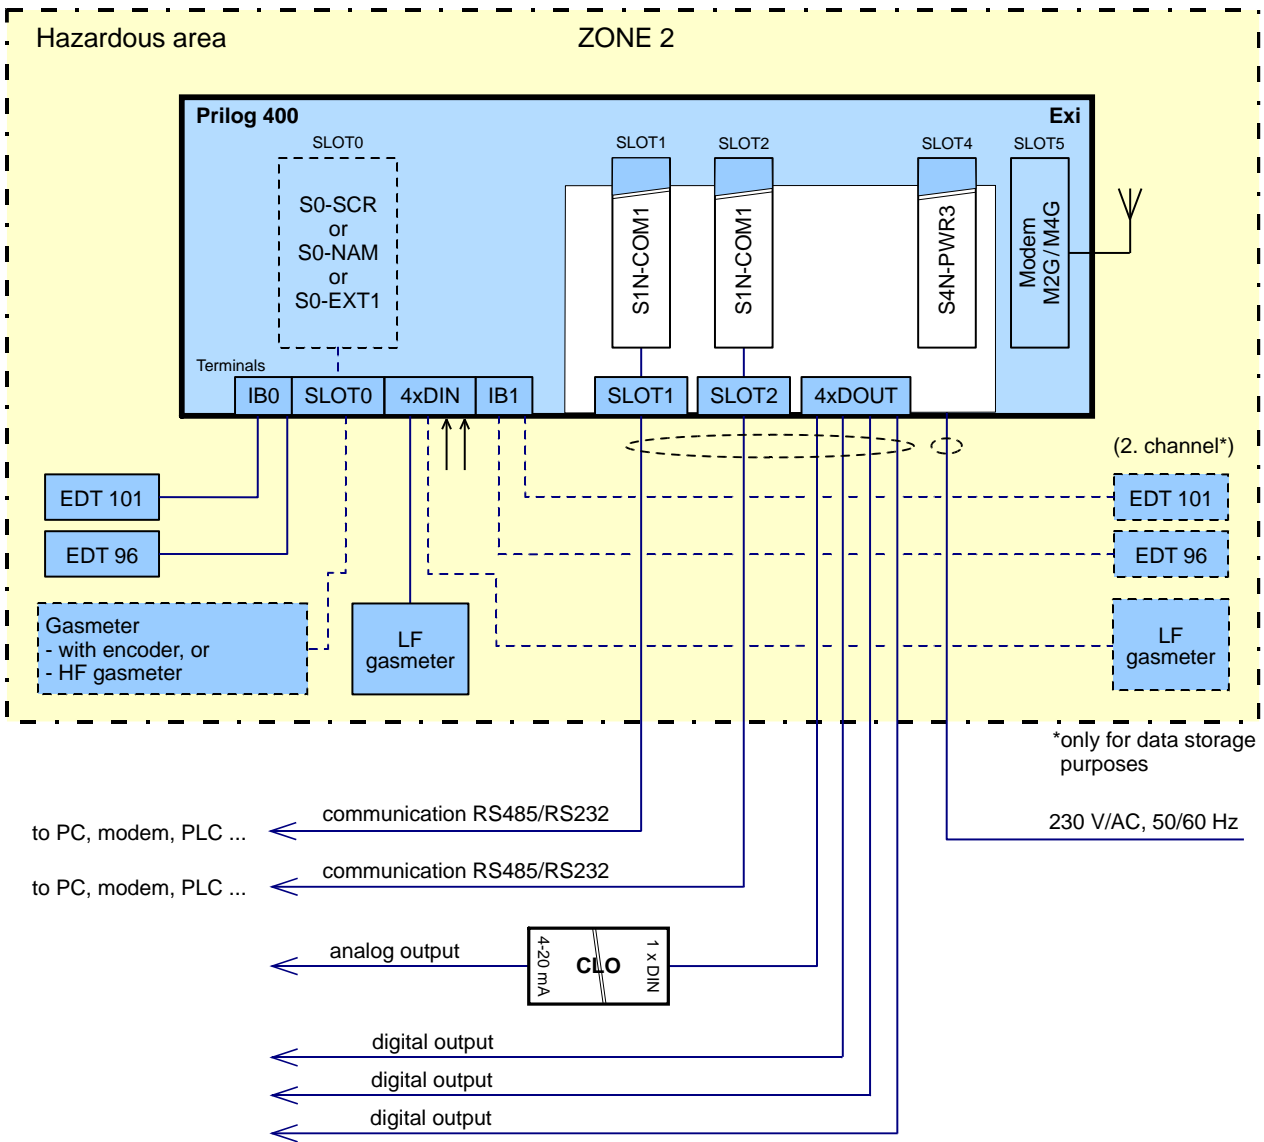 Hazardous area
ZONE 2
Prilog 400
Exi
SLOT0
SLOT1
SLOT2
SLOT4
SLOT5
S0-SCR
or
S0-NAM
or
S0-EXT1
S1N-COM1
S1N-COM1
S4N-PWR3
Modem
M2G/M4G
Terminals
IB0
SLOT0
4xDIN
IB1
SLOT1
SLOT2
4xDOUT
(2. channel*)
EDT 101
EDT 101
EDT 96
EDT 96
Gasmeter
- with encoder, or
- HF gasmeter
LF
gasmeter
LF
gasmeter
*only for data storage
purposes
communication RS485/RS232
to PC, modem, PLC ...
230 V/AC, 50/60 Hz
communication RS485/RS232
to PC, modem, PLC ...
analog output
4-20 mA
CLO
1 x DIN
digital output
digital output
digital output